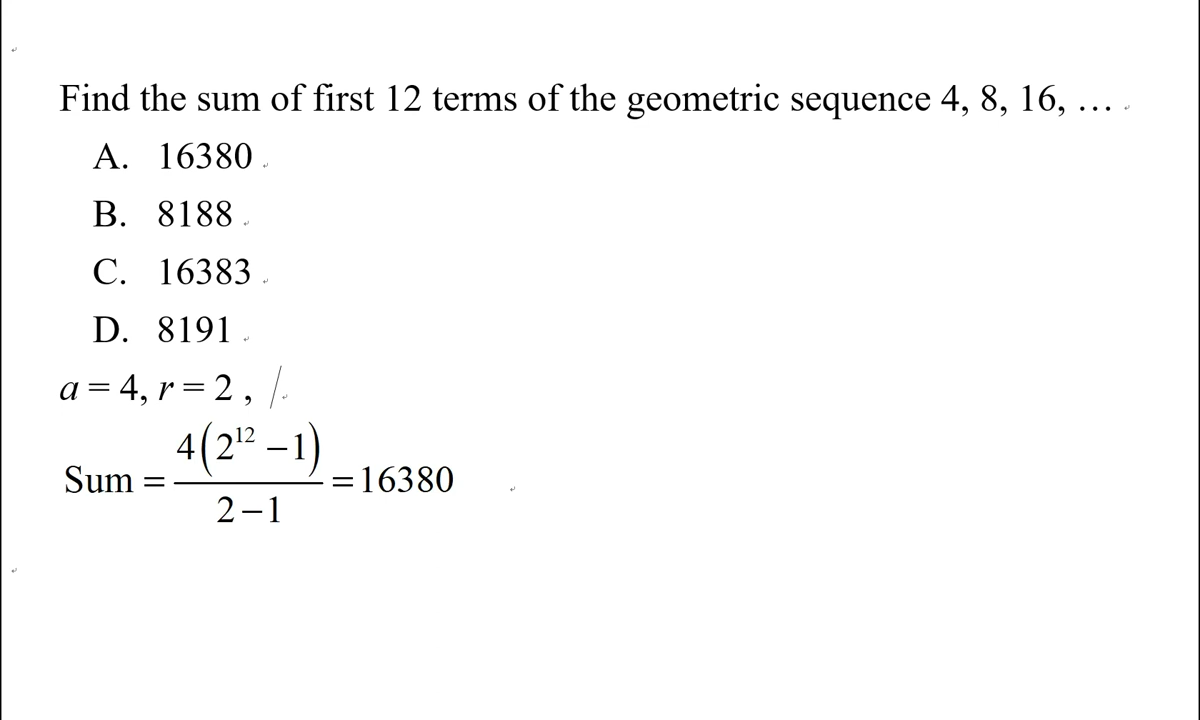 Find the sum of first 12 terms of the geometric sequence 4, 8, 16, …
A. 16380
B. 8188
C. 16383
D. 8191
a = 4, r = 2 , /
Sum = 4(2¹² − 1) / 2 − 1 = 16380